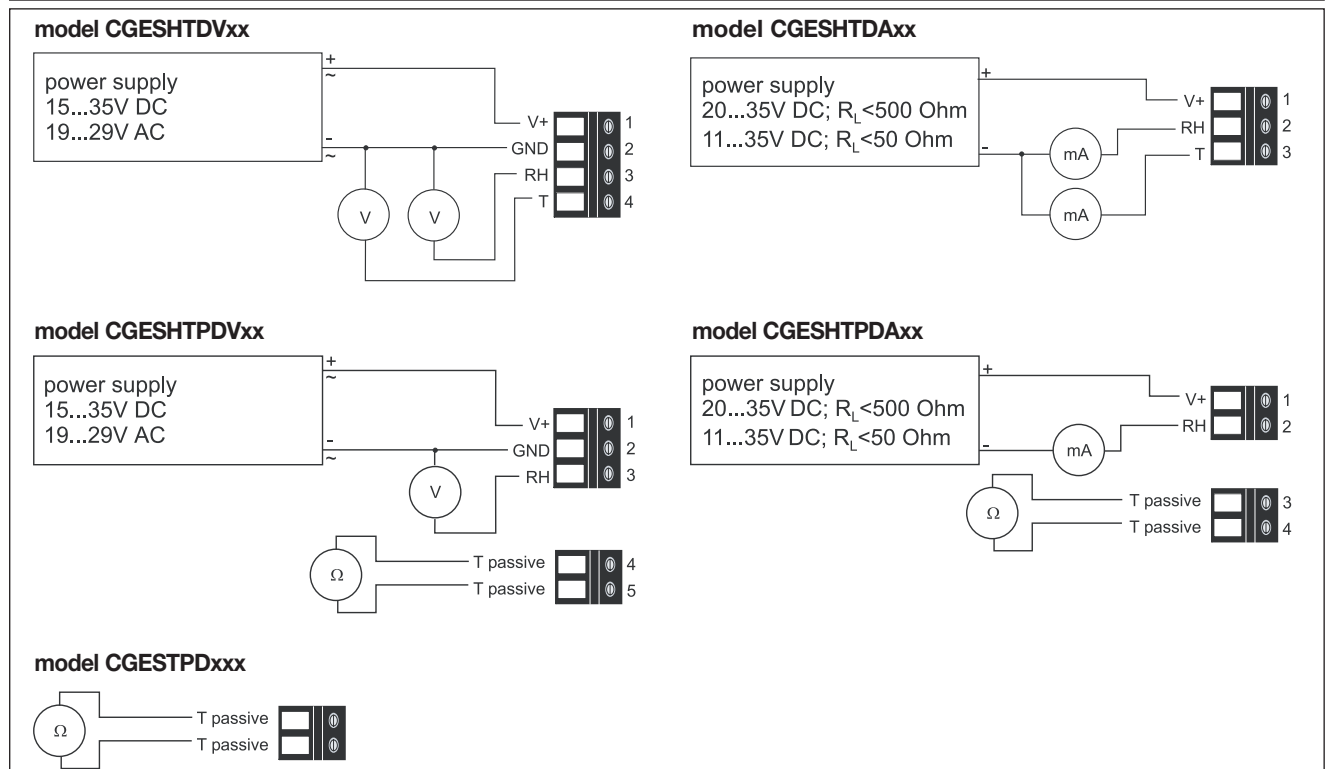 model CGESHTDVxx
+
~
power supply
15...35V DC
19...29V AC
-
~
V+ 1
GND 2
RH 3
T 4
V V
model CGESHTDAxx
+
power supply
20...35V DC; RL<500 Ohm
11...35V DC; RL<50 Ohm
-
V+ 1
RH 2
T 3
mA
mA
model CGESHTPDVxx
+
~
power supply
15...35V DC
19...29V AC
-
~
V+ 1
GND 2
RH 3
V
Ω
T passive 4
T passive 5
model CGESHTPDAxx
+
power supply
20...35V DC; RL<500 Ohm
11...35V DC; RL<50 Ohm
-
V+ 1
RH 2
mA
Ω
T passive 3
T passive 4
model CGESTPDxxx
Ω
T passive
T passive